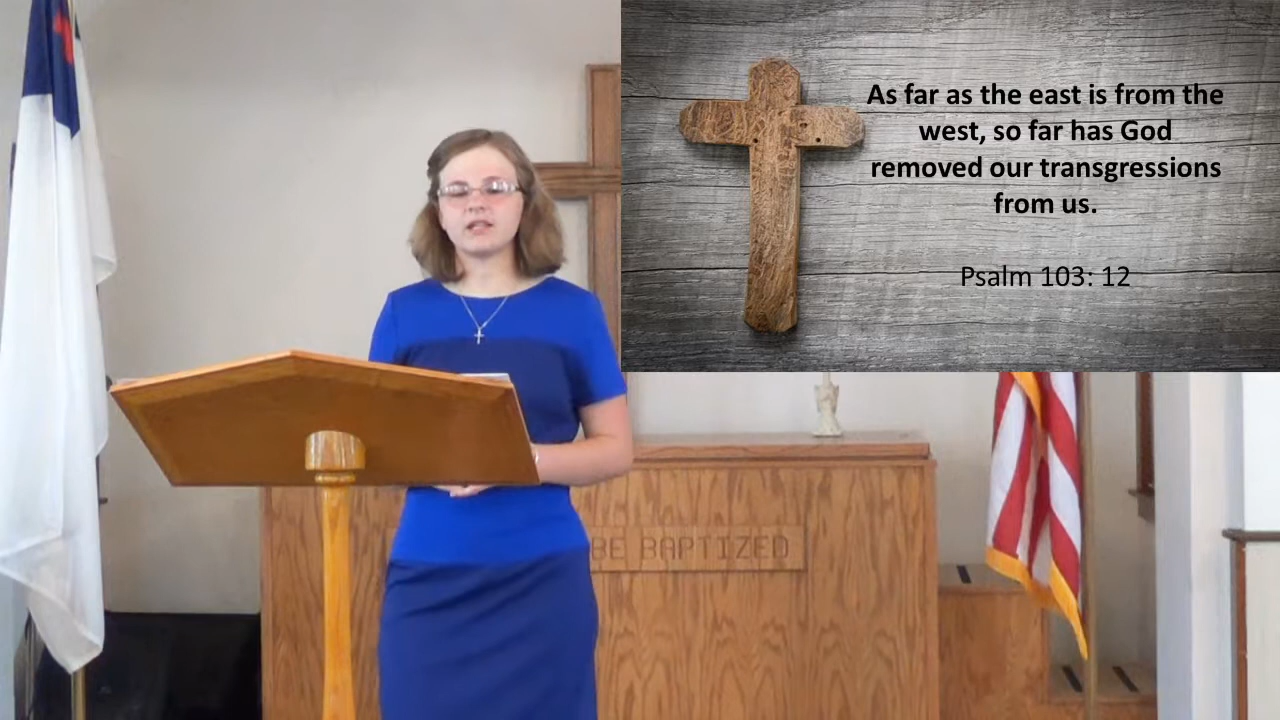 As far as the east is from the
west, so far has God
removed our transgressions
from us.
Psalm 103: 12
BE BAPTIZED